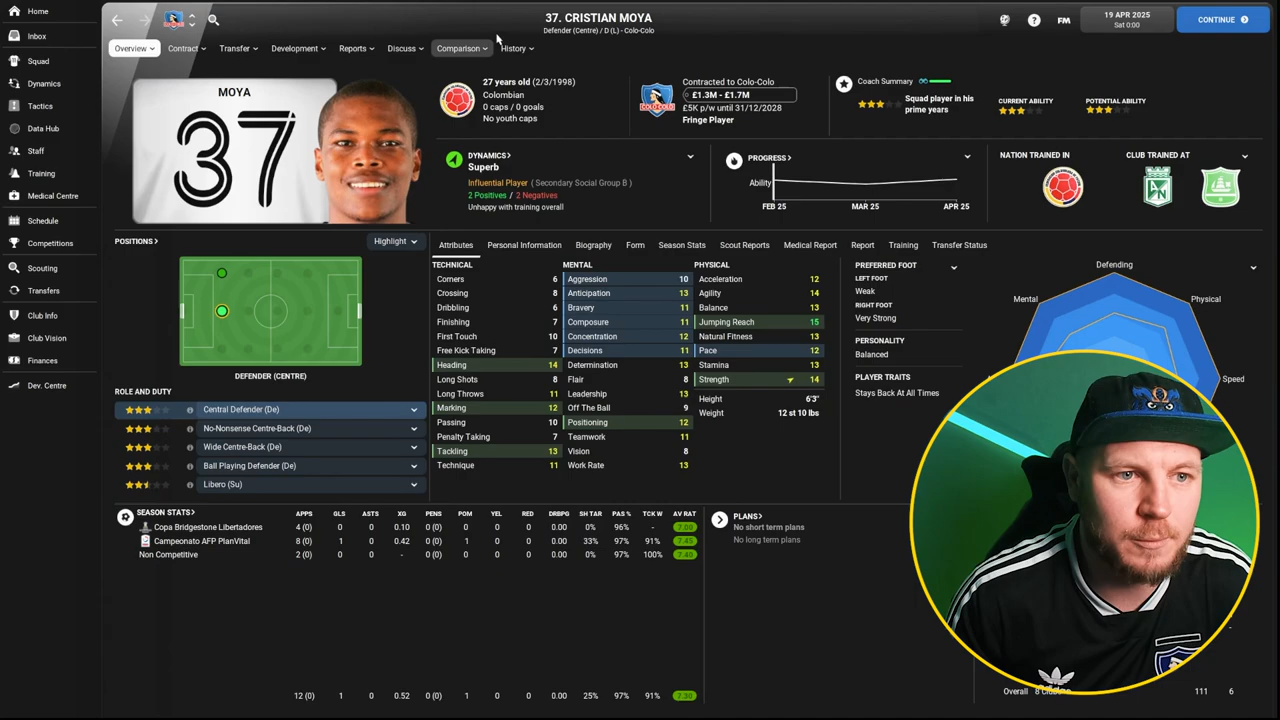 37. CRISTIAN MOYA
Defender (Centre) / D (L) - Colo-Colo
19 APR 2025
Sat 0:00
CONTINUE
FM
Home
Inbox
Squad
Dynamics
Tactics
Data Hub
Staff
Training
Medical Centre
Schedule
Competitions
Scouting
Transfers
Club Info
Club Vision
Finances
Dev. Centre
Overview
Contract
Transfer
Development
Reports
Discuss
Comparison
History
MOYA
37
27 years old (2/3/1998)
Colombian
0 caps / 0 goals
No youth caps
COLO-COLO
Contracted to Colo-Colo
£1.3M - £1.7M
£5K p/w until 31/12/2028
Fringe Player
Coach Summary
Squad player in his
prime years
CURRENT ABILITY
POTENTIAL ABILITY
DYNAMICS
Superb
Influential Player ( Secondary Social Group B )
2 Positives / 2 Negatives
Unhappy with training overall
PROGRESS
Ability
FEB 25 MAR 25 APR 25
NATION TRAINED IN
CLUB TRAINED AT
POSITIONS
Highlight
DEFENDER (CENTRE)
ROLE AND DUTY
Central Defender (De)
No-Nonsense Centre-Back (De)
Wide Centre-Back (De)
Ball Playing Defender (De)
Libero (Su)
Attributes Personal Information Biography Form Season Stats Scout Reports Medical Report Report Training Transfer Status
TECHNICAL
Corners 6
Crossing 8
Dribbling 6
Finishing 7
First Touch 10
Free Kick Taking 7
Heading 14
Long Shots 8
Long Throws 11
Marking 12
Passing 10
Penalty Taking 7
Tackling 13
Technique 11
MENTAL
Aggression 10
Anticipation 13
Bravery 11
Composure 11
Concentration 12
Decisions 11
Determination 13
Flair 8
Leadership 13
Off The Ball 9
Positioning 12
Teamwork 11
Vision 8
Work Rate 13
PHYSICAL
Acceleration 12
Agility 14
Balance 13
Jumping Reach 15
Natural Fitness 13
Pace 12
Stamina 13
Strength 14
Height 6'3"
Weight 12 st 10 lbs
PREFERRED FOOT
LEFT FOOT
Weak
RIGHT FOOT
Very Strong
PERSONALITY
Balanced
PLAYER TRAITS
Stays Back At All Times
Defending
Mental
Physical
Speed
SEASON STATS
APPS GLS ASTS XG PENS POM YEL RED DRBPG SH TAR PAS % TCK W AV RAT
Copa Bridgestone Libertadores 4 (0) 0 0 0.10 0 (0) 0 0 0 0.00 0% 96% - 7.00
Campeonato AFP PlanVital 8 (0) 1 0 0.42 0 (0) 1 0 0 0.00 33% 97% 91% 7.45
Non Competitive 2 (0) 0 0 - 0 (0) 0 0 0 0.00 0% 97% 100% 7.40
12 (0) 1 0 0.52 0 (0) 1 0 0 0.00 25% 97% 91% 7.30
PLANS
No short term plans
No long term plans
Overall
111 6